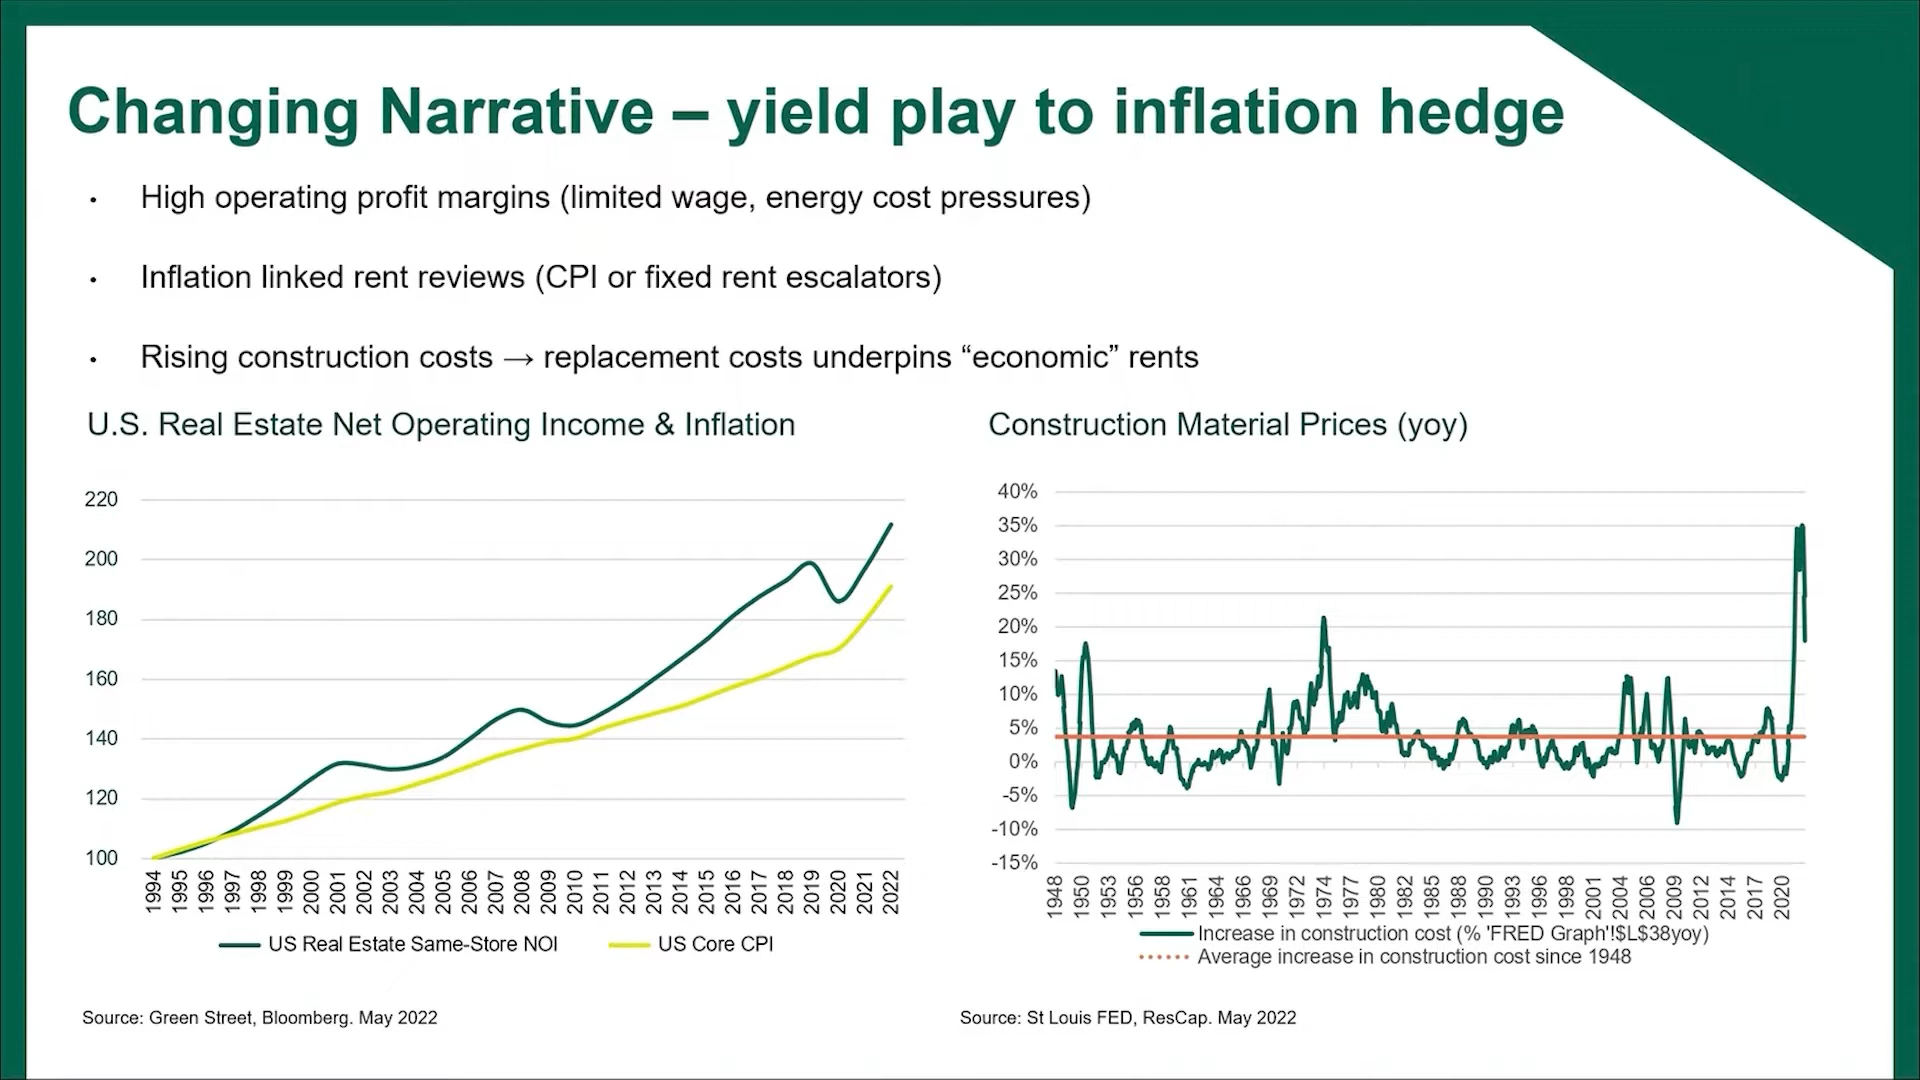 Changing Narrative – yield play to inflation hedge
• High operating profit margins (limited wage, energy cost pressures)
• Inflation linked rent reviews (CPI or fixed rent escalators)
• Rising construction costs → replacement costs underpins “economic” rents
U.S. Real Estate Net Operating Income & Inflation
220
200
180
160
140
120
100
1994 1995 1996 1997 1998 1999 2000 2001 2002 2003 2004 2005 2006 2007 2008 2009 2010 2011 2012 2013 2014 2015 2016 2017 2018 2019 2020 2021 2022
US Real Estate Same-Store NOI US Core CPI
Source: Green Street, Bloomberg. May 2022
Construction Material Prices (yoy)
40%
35%
30%
25%
20%
15%
10%
5%
0%
-5%
-10%
-15%
1948 1950 1953 1956 1958 1961 1964 1966 1969 1972 1974 1977 1980 1982 1985 1988 1990 1993 1996 1998 2001 2004 2006 2009 2012 2014 2017 2020
Increase in construction cost (% 'FRED Graph'!$L$38yoy)
Average increase in construction cost since 1948
Source: St Louis FED, ResCap. May 2022